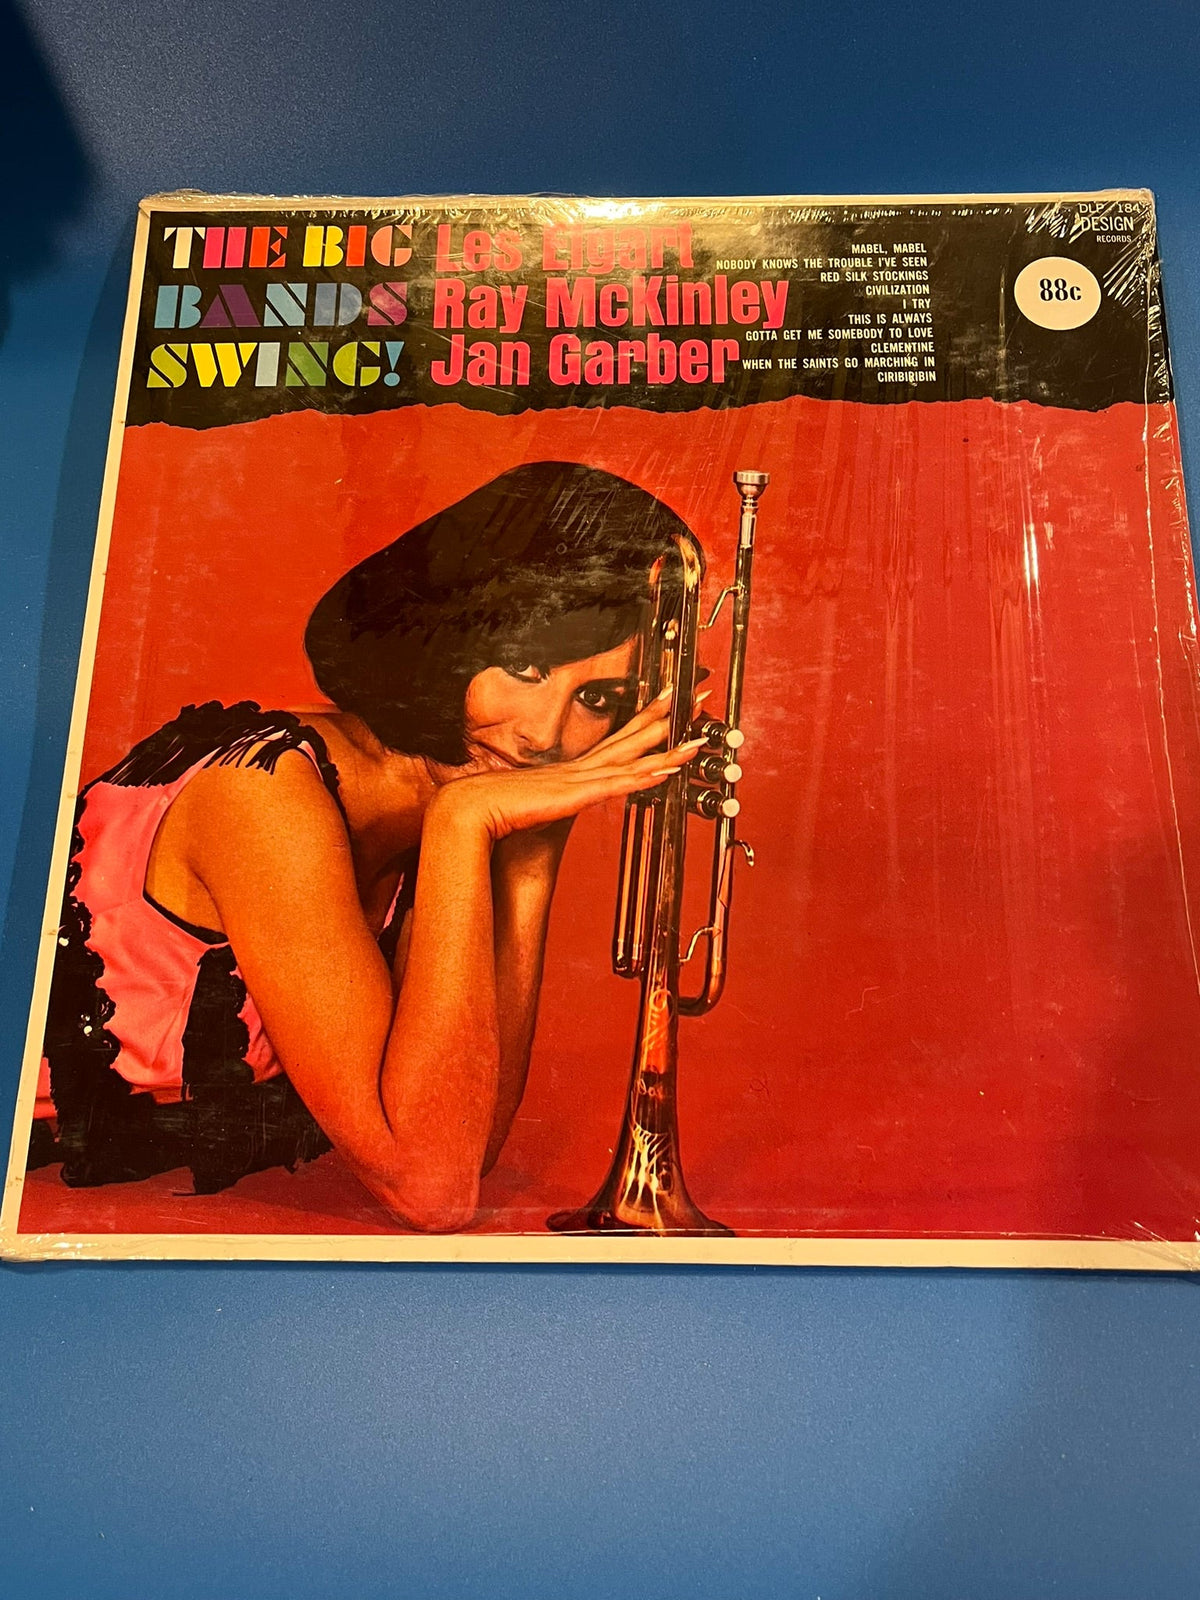 THE BIG
BANDS
SWING!
Les Elgart
Ray McKinley
Jan Garber
MABEL, MABEL
NOBODY KNOWS THE TROUBLE I'VE SEEN
RED SILK STOCKINGS
CIVILIZATION
I TRY
THIS IS ALWAYS
GOTTA GET ME SOMEBODY TO LOVE
CLEMENTINE
WHEN THE SAINTS GO MARCHING IN
CIRIBIRIBIN
DLP 184
DESIGN
RECORDS
88c